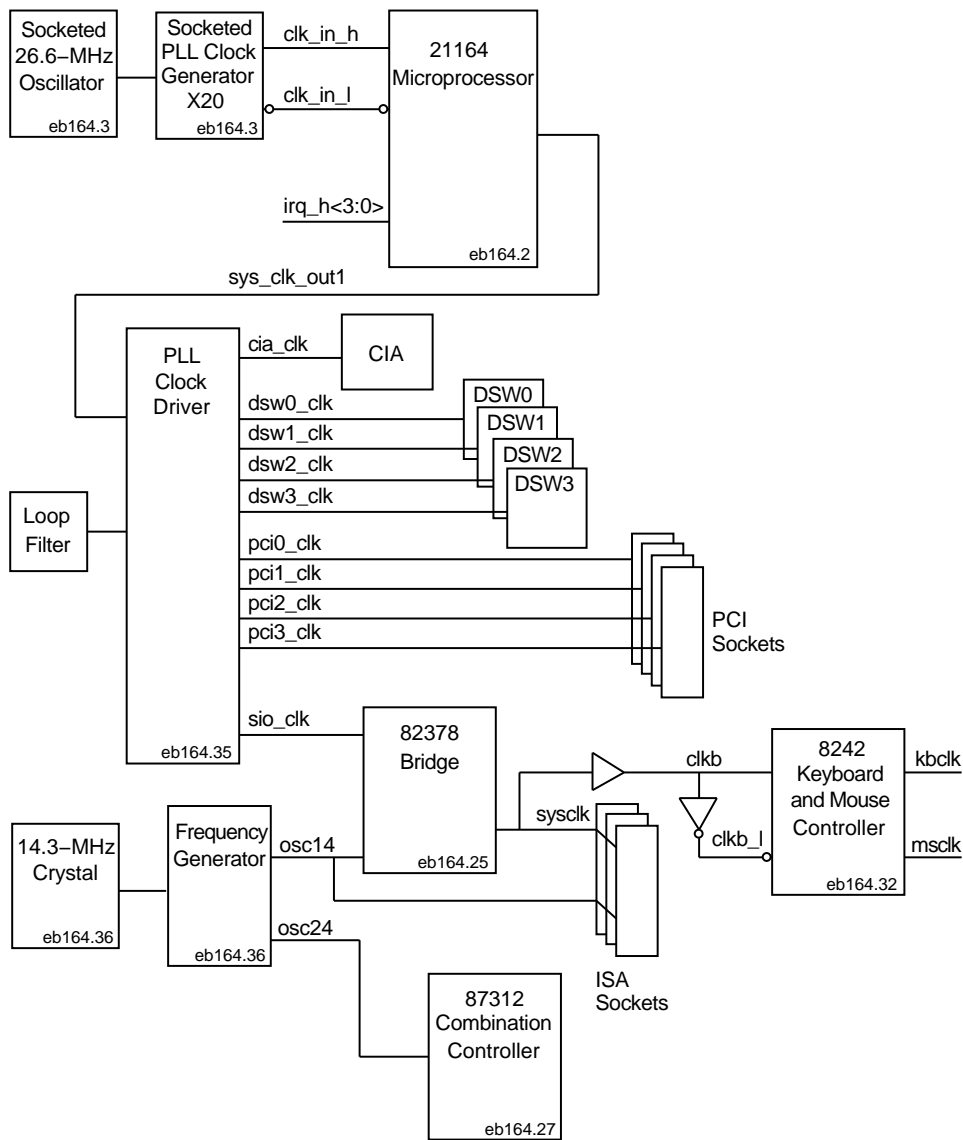 Socketed
26.6–MHz
Oscillator
eb164.3
Socketed
PLL Clock
Generator
X20
eb164.3
clk_in_h
clk_in_l
21164
Microprocessor
irq_h<3:0>
eb164.2
sys_clk_out1
PLL
Clock
Driver
eb164.35
cia_clk
CIA
dsw0_clk
dsw1_clk
dsw2_clk
dsw3_clk
DSW0
DSW1
DSW2
DSW3
Loop
Filter
pci0_clk
pci1_clk
pci2_clk
pci3_clk
PCI
Sockets
sio_clk
82378
Bridge
eb164.25
clkb
sysclk
clkb_l
8242
Keyboard
and Mouse
Controller
eb164.32
kbclk
msclk
14.3–MHz
Crystal
eb164.36
Frequency
Generator
eb164.36
osc14
osc24
ISA
Sockets
87312
Combination
Controller
eb164.27